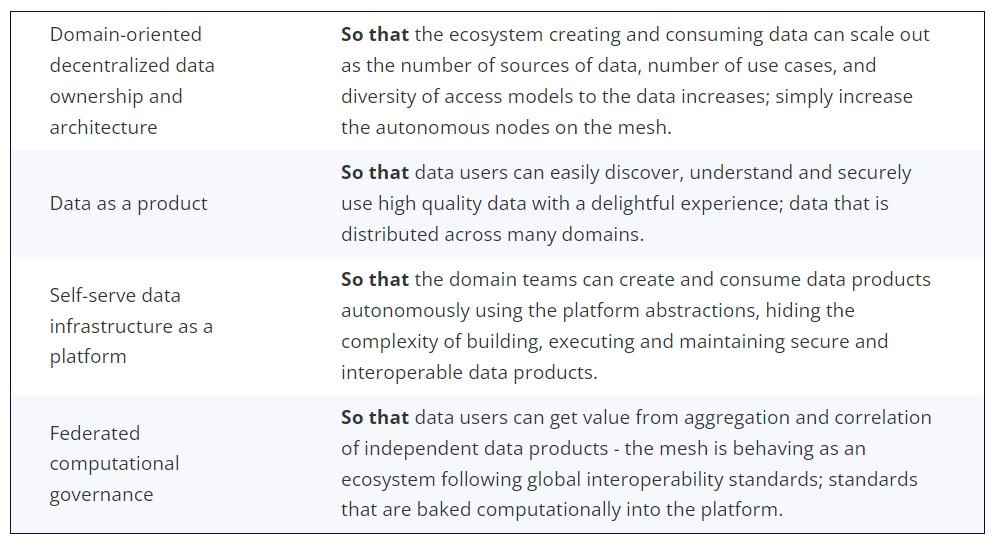 Domain-oriented
decentralized data
ownership and
architecture
So that the ecosystem creating and consuming data can scale out
as the number of sources of data, number of use cases, and
diversity of access models to the data increases; simply increase
the autonomous nodes on the mesh.
Data as a product
So that data users can easily discover, understand and securely
use high quality data with a delightful experience; data that is
distributed across many domains.
Self-serve data
infrastructure as a
platform
So that the domain teams can create and consume data products
autonomously using the platform abstractions, hiding the
complexity of building, executing and maintaining secure and
interoperable data products.
Federated
computational
governance
So that data users can get value from aggregation and correlation
of independent data products - the mesh is behaving as an
ecosystem following global interoperability standards; standards
that are baked computationally into the platform.